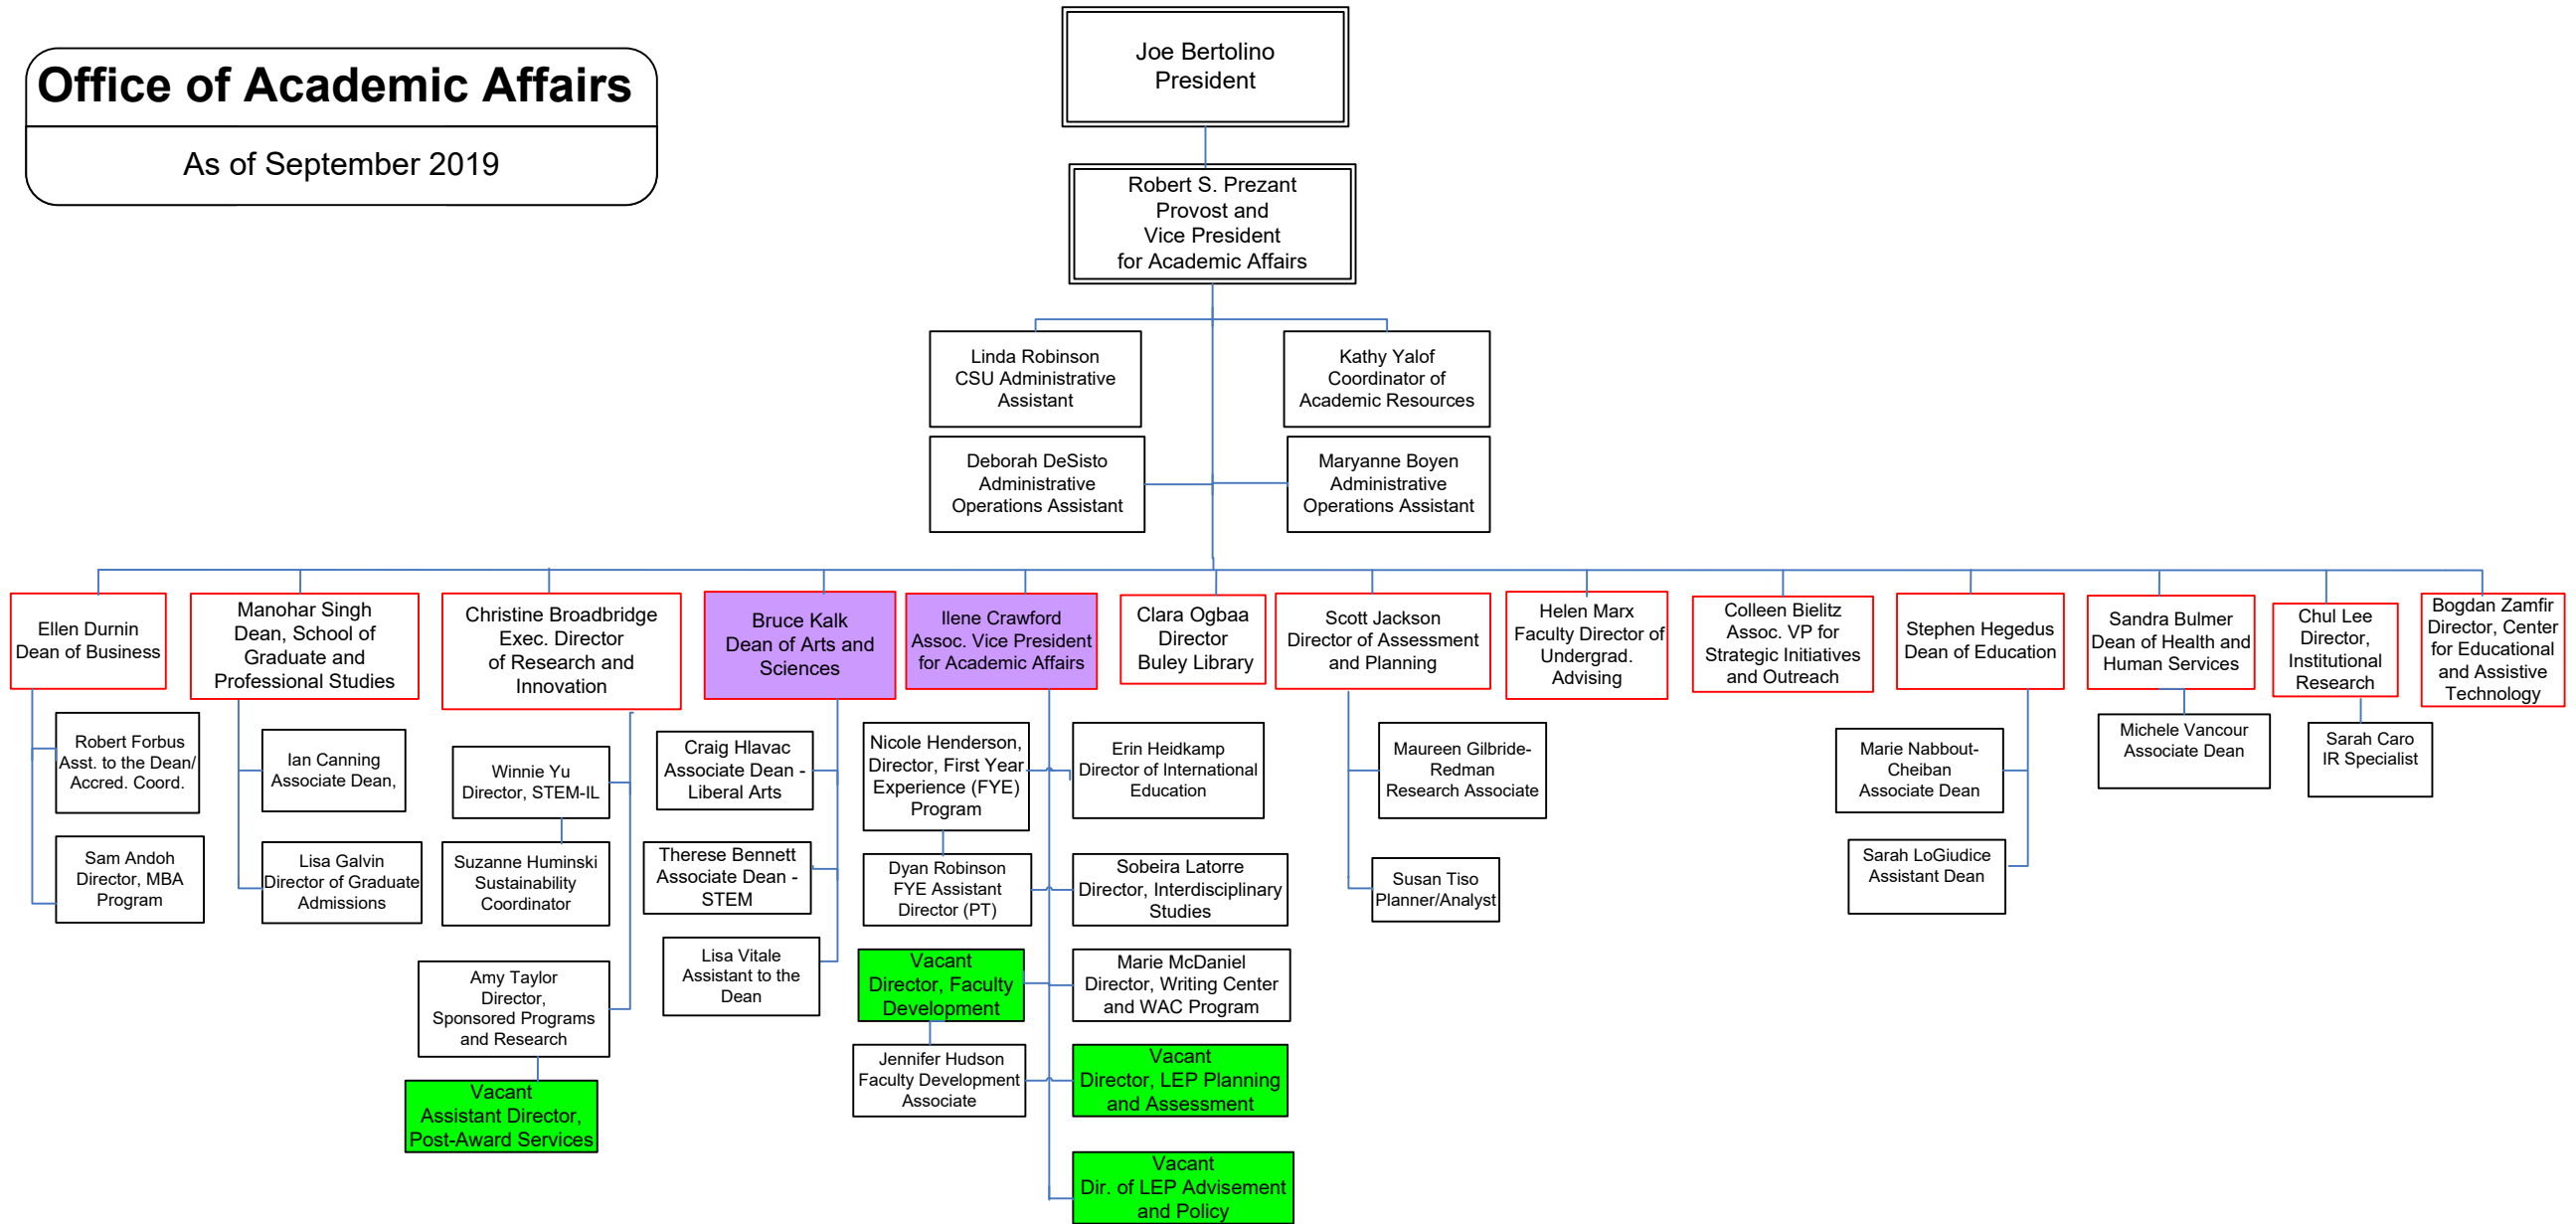 Office of Academic Affairs
As of September 2019
Joe Bertolino
President
Robert S. Prezant
Provost and
Vice President
for Academic Affairs
Linda Robinson
CSU Administrative
Assistant
Kathy Yalof
Coordinator of
Academic Resources
Deborah DeSisto
Administrative
Operations Assistant
Maryanne Boyen
Administrative
Operations Assistant
Ellen Durnin
Dean of Business
Manohar Singh
Dean, School of
Graduate and
Professional Studies
Christine Broadbridge
Exec. Director
of Research and
Innovation
Bruce Kalk
Dean of Arts and
Sciences
Ilene Crawford
Assoc. Vice President
for Academic Affairs
Clara Ogbaa
Director
Buley Library
Scott Jackson
Director of Assessment
and Planning
Helen Marx
Faculty Director of
Undergrad.
Advising
Colleen Bielitz
Assoc. VP for
Strategic Initiatives
and Outreach
Stephen Hegedus
Dean of Education
Sandra Bulmer
Dean of Health and
Human Services
Chul Lee
Director,
Institutional
Research
Bogdan Zamfir
Director, Center
for Educational
and Assistive
Technology
Robert Forbus
Asst. to the Dean/
Accred. Coord.
Sam Andoh
Director, MBA
Program
Ian Canning
Associate Dean,
Lisa Galvin
Director of Graduate
Admissions
Winnie Yu
Director, STEM-IL
Suzanne Huminski
Sustainability
Coordinator
Amy Taylor
Director,
Sponsored Programs
and Research
Vacant
Assistant Director,
Post-Award Services
Craig Hlavac
Associate Dean -
Liberal Arts
Therese Bennett
Associate Dean -
STEM
Lisa Vitale
Assistant to the
Dean
Nicole Henderson,
Director, First Year
Experience (FYE)
Program
Dyan Robinson
FYE Assistant
Director (PT)
Vacant
Director, Faculty
Development
Jennifer Hudson
Faculty Development
Associate
Erin Heidkamp
Director of International
Education
Sobeira Latorre
Director, Interdisciplinary
Studies
Marie McDaniel
Director, Writing Center
and WAC Program
Vacant
Director, LEP Planning
and Assessment
Vacant
Dir. of LEP Advisement
and Policy
Maureen Gilbride-
Redman
Research Associate
Susan Tiso
Planner/Analyst
Marie Nabbout-
Cheiban
Associate Dean
Sarah LoGiudice
Assistant Dean
Michele Vancour
Associate Dean
Sarah Caro
IR Specialist